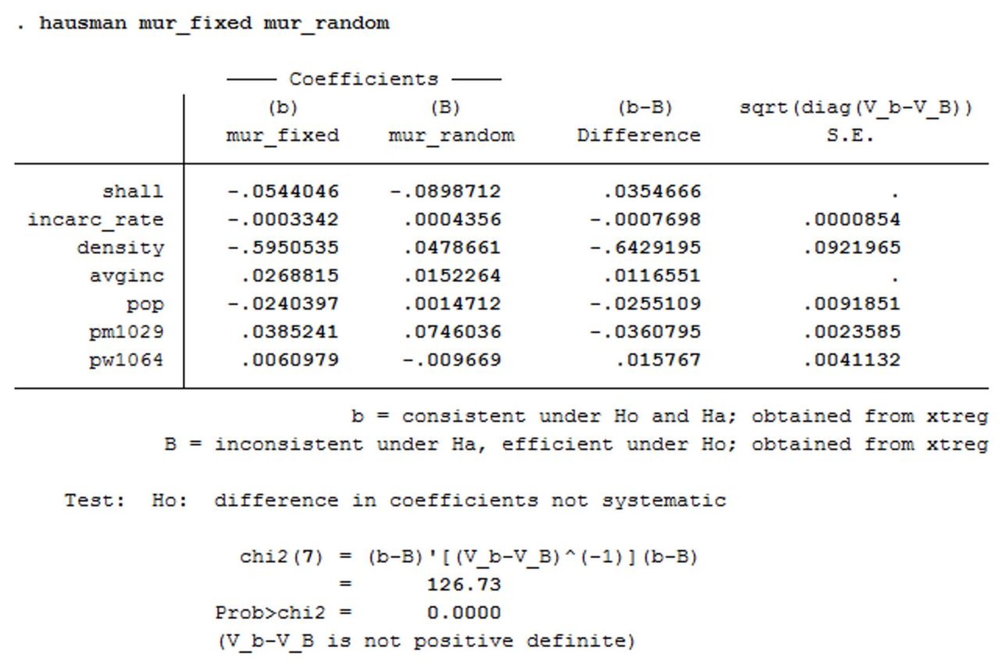 . hausman mur_fixed mur_random
Coefficients
(b) (B) (b-B) sqrt(diag(V_b-V_B))
mur_fixed mur_random Difference S.E.
shall -.0544046 -.0898712 .0354666 .
incarc_rate -.0003342 .0004356 -.0007698 .0000854
density -.5950535 .0478661 -.6429195 .0921965
avginc .0268815 .0152264 .0116551 .
pop -.0240397 .0014712 -.0255109 .0091851
pm1029 .0385241 .0746036 -.0360795 .0023585
pw1064 .0060979 -.009669 .015767 .0041132
b = consistent under Ho and Ha; obtained from xtreg
B = inconsistent under Ha, efficient under Ho; obtained from xtreg
Test: Ho: difference in coefficients not systematic
chi2(7) = (b-B)'[(V_b-V_B)^(-1)](b-B)
= 126.73
Prob>chi2 = 0.0000
(V_b-V_B is not positive definite)